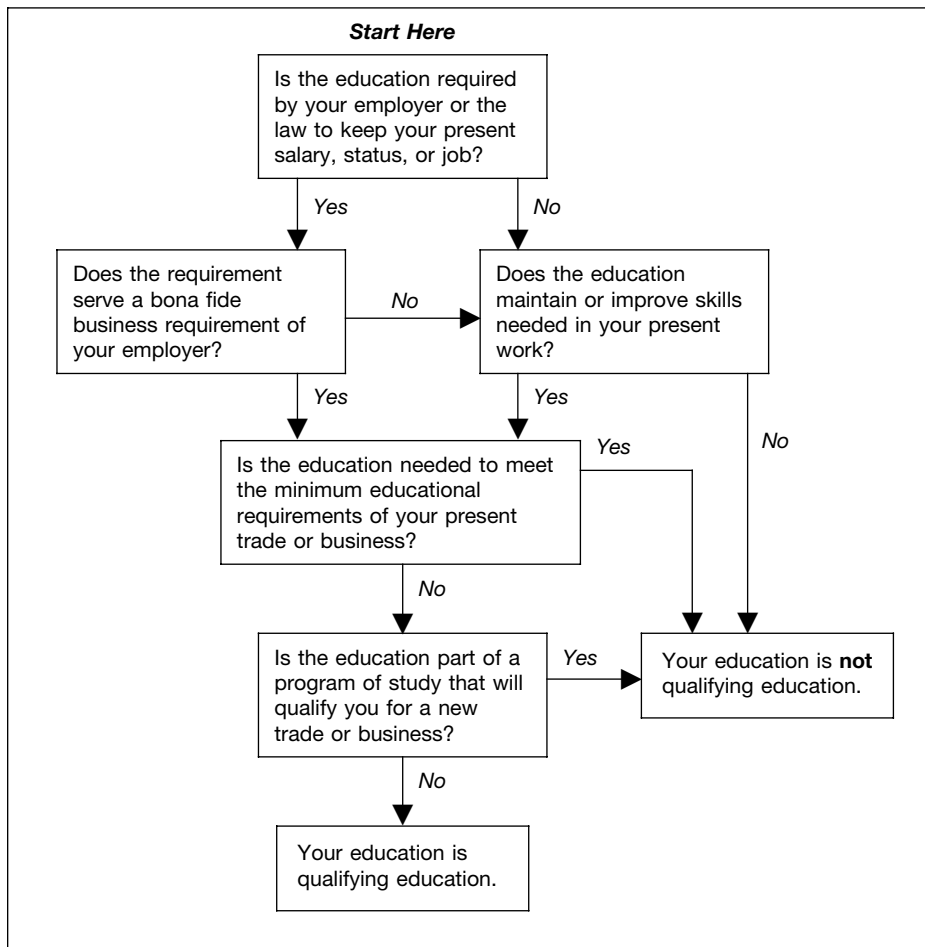 Start Here
Is the education required
by your employer or the
law to keep your present
salary, status, or job?
Yes
No
Does the requirement
serve a bona fide
business requirement of
your employer?
No
Does the education
maintain or improve skills
needed in your present
work?
Yes
Yes
No
Is the education needed to meet
the minimum educational
requirements of your present
trade or business?
Yes
No
Is the education part of a
program of study that will
qualify you for a new
trade or business?
Yes
Your education is not
qualifying education.
No
Your education is
qualifying education.